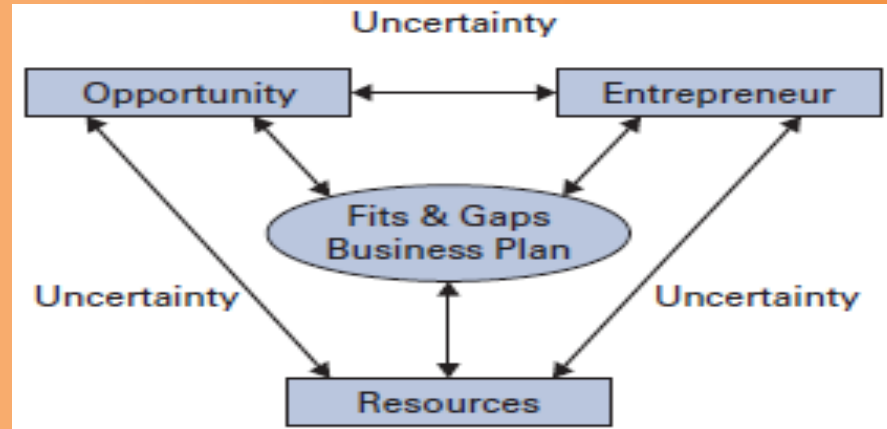 Uncertainty
Opportunity
Entrepreneur
Fits & Gaps
Business Plan
Uncertainty
Uncertainty
Resources